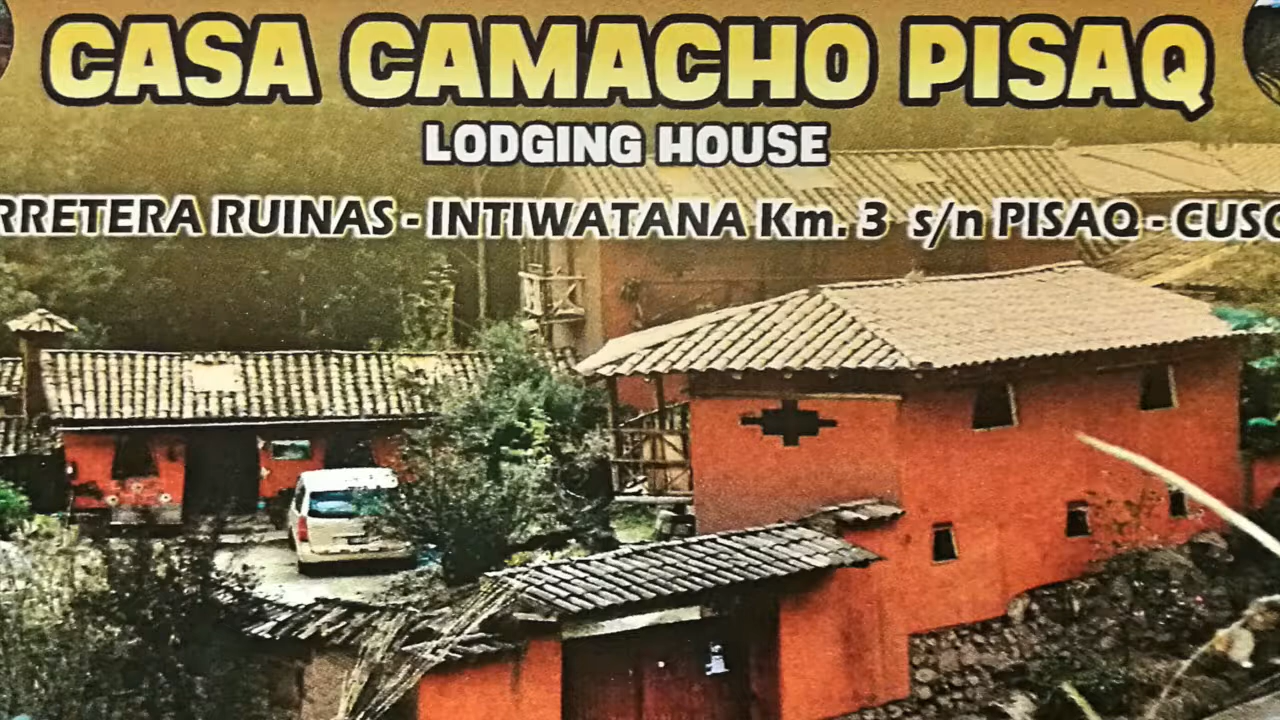 CASA CAMACHO PISAQ
LODGING HOUSE
RRETERA RUINAS - INTIWATANA Km. 3 s/n PISAQ - CUSC